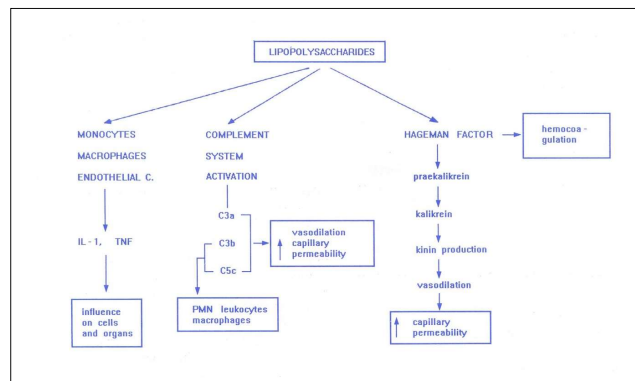 LIPOPOLYSACCHARIDES
MONOCYTES
MACROPHAGES
ENDOTHELIAL C.
IL-1, TNF
influence
on cells
and organs
COMPLEMENT
SYSTEM
ACTIVATION
C3a
C3b
C5c
vasodilation
capillary
permeability
PMN leukocytes
macrophages
HAGEMAN FACTOR
hemocoa-
gulation
praekalikrein
kalikrein
kinin production
vasodilation
capillary
permeability